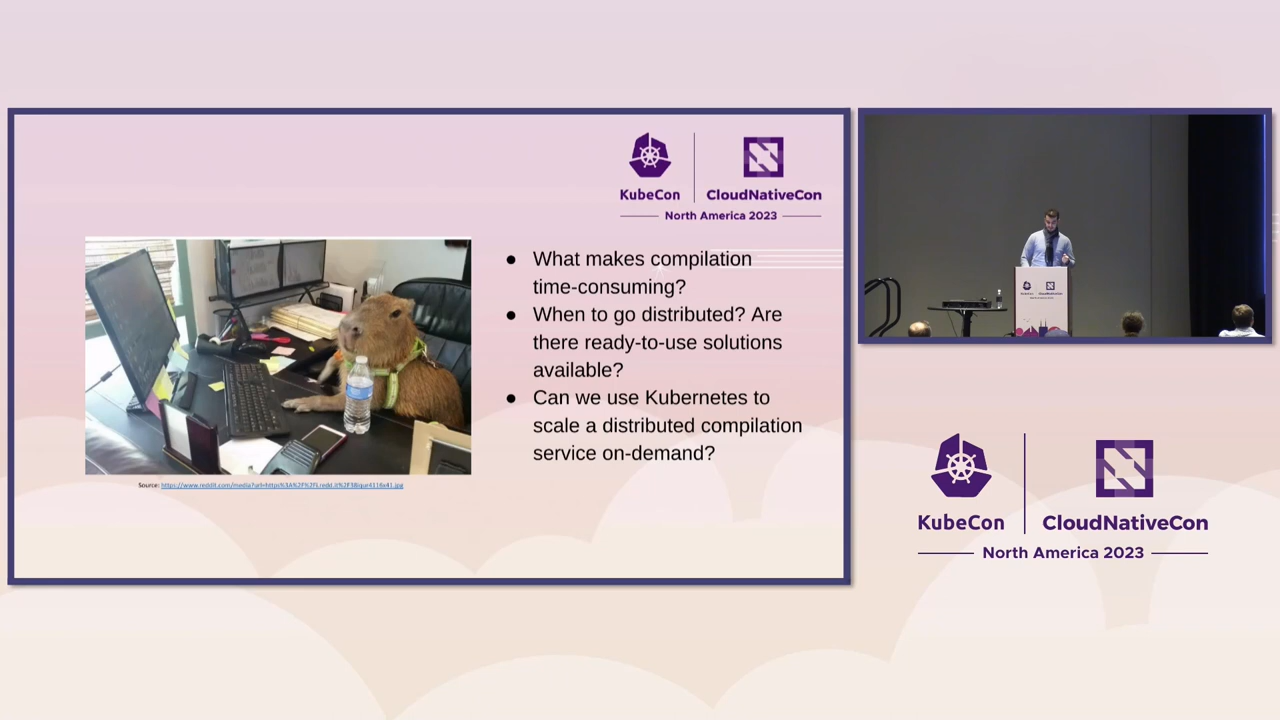 KubeCon
CloudNativeCon
North America 2023
● What makes compilation
time-consuming?
● When to go distributed? Are
there ready-to-use solutions
available?
● Can we use Kubernetes to
scale a distributed compilation
service on-demand?
Source:
KubeCon
CloudNativeCon
North America 2023